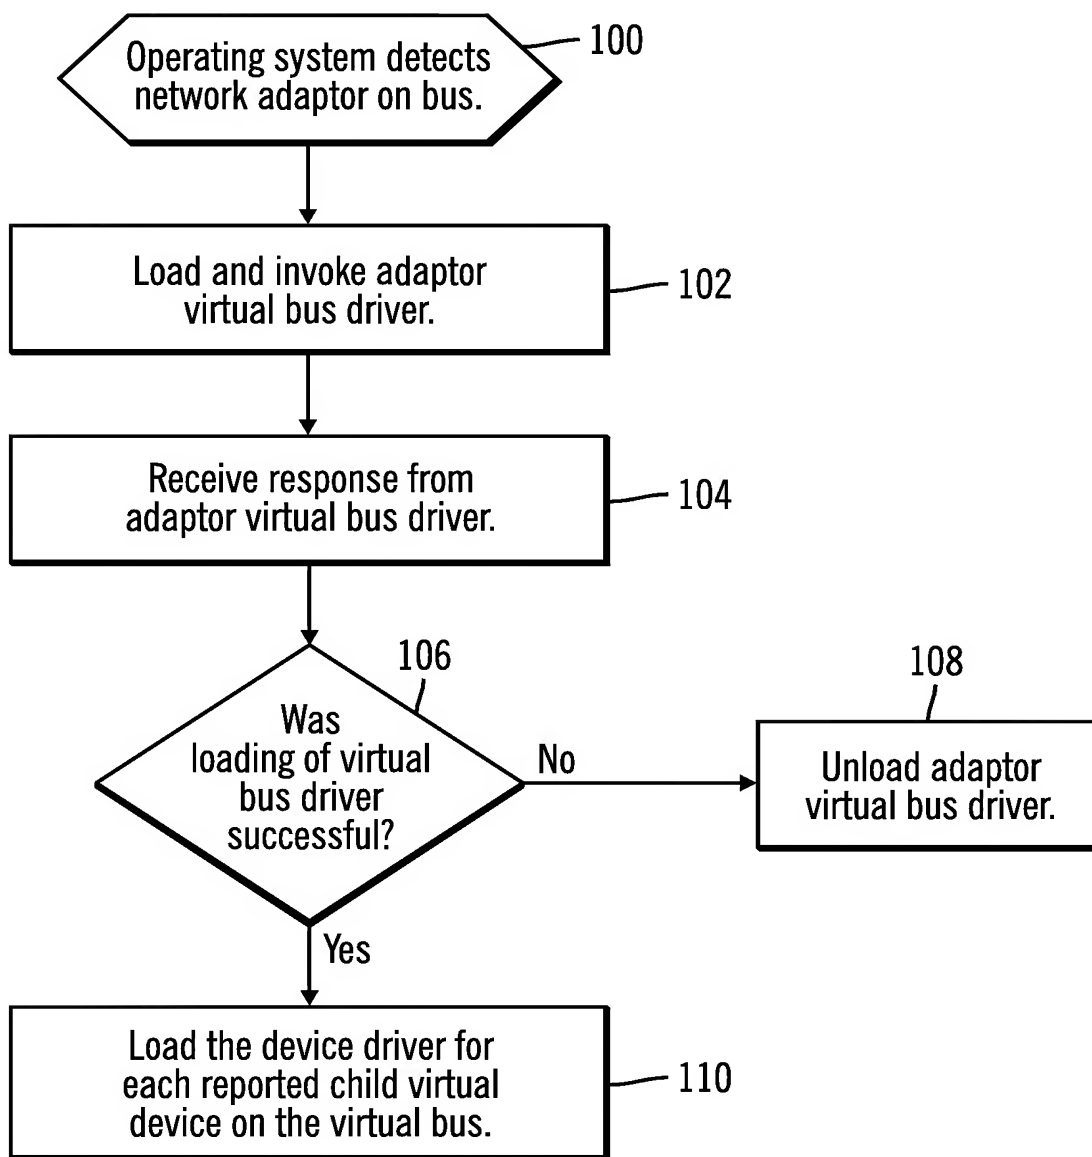 Operating system detects
network adaptor on bus.
100
Load and invoke adaptor
virtual bus driver.
102
Receive response from
adaptor virtual bus driver.
104
106
Was
loading of virtual
bus driver
successful?
No
108
Unload adaptor
virtual bus driver.
Yes
Load the device driver for
each reported child virtual
device on the virtual bus.
110